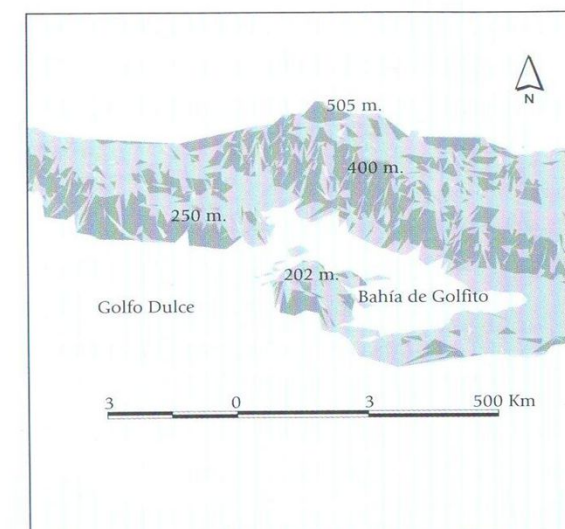 505 m.
N
400 m.
250 m.
202 m.
Golfo Dulce
Bahía de Golfito
3 0 3 500 Km